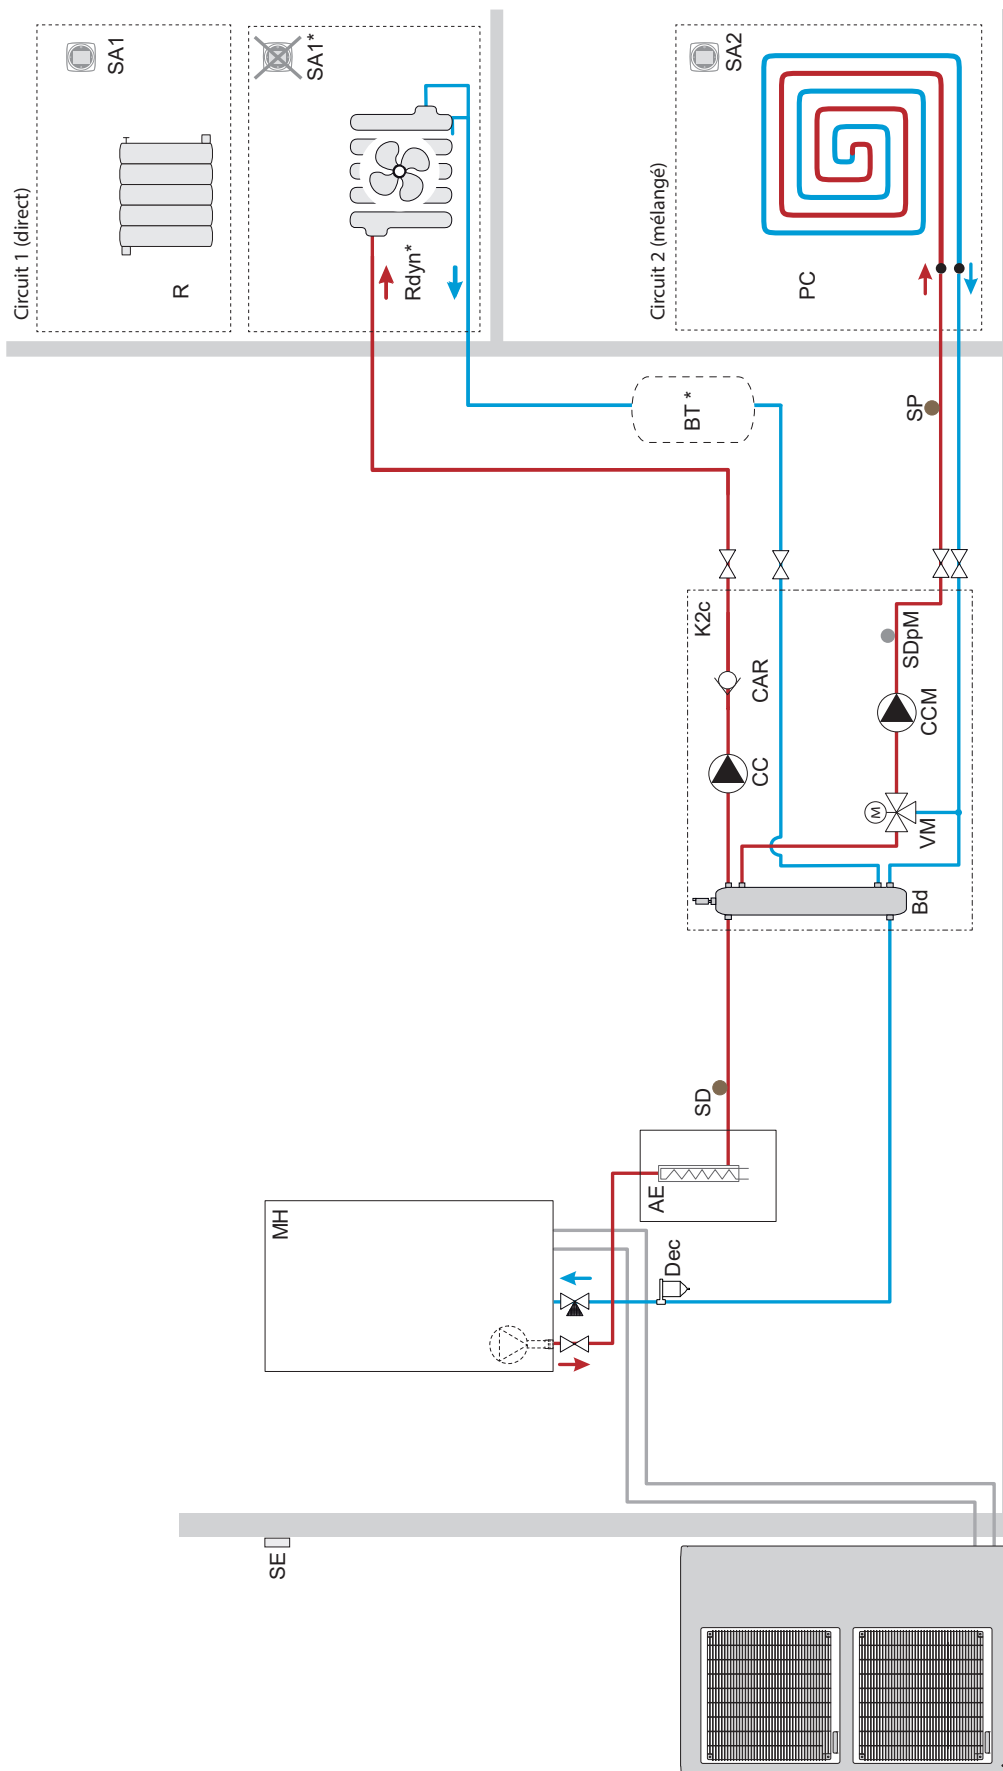 Circuit 1 (direct)
SA1
R
SA1*
Rdyn*
Circuit 2 (mélangé)
SA2
PC
BT *
SP
K2c
CAR
CC
SDpM
CCM
M
VM
Bd
SD
AE
MH
Dec
SE